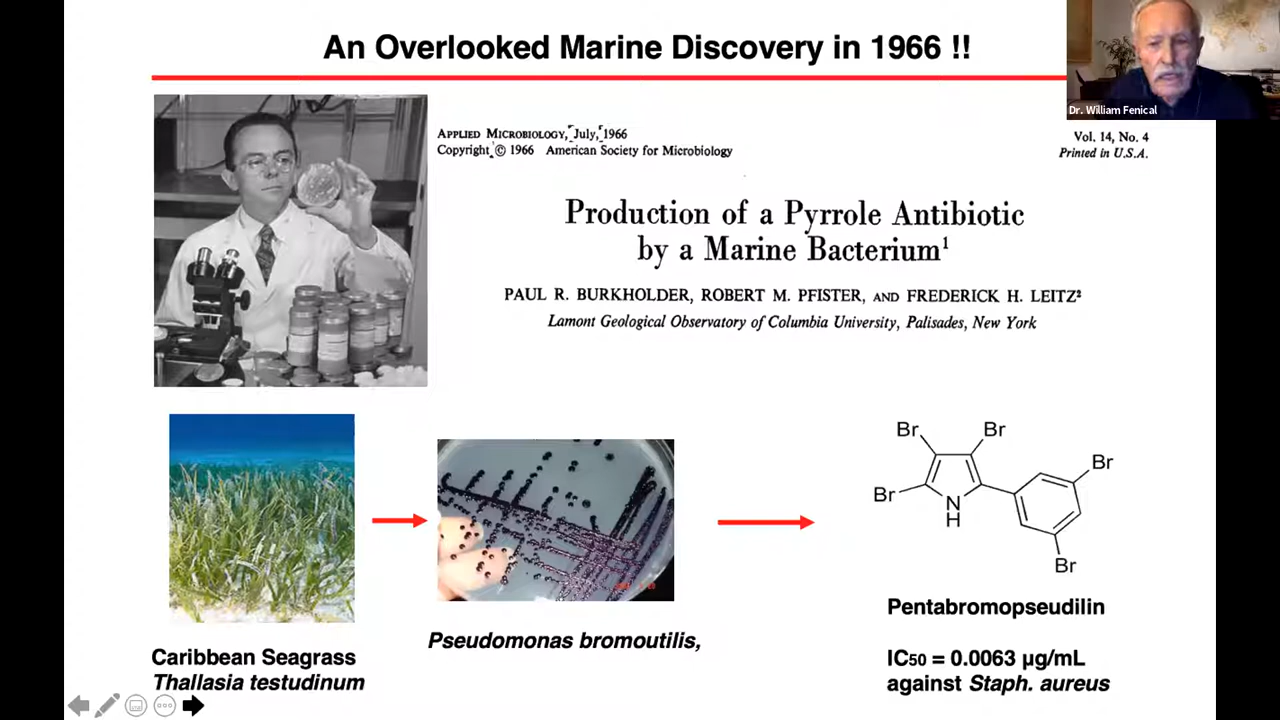 An Overlooked Marine Discovery in 1966 !!
Dr. William Fenical
APPLIED MICROBIOLOGY, July, 1966
Copyright © 1966 American Society for Microbiology
Vol. 14, No. 4
Printed in U.S.A.
Production of a Pyrrole Antibiotic
by a Marine Bacterium¹
PAUL R. BURKHOLDER, ROBERT M. PFISTER, AND FREDERICK H. LEITZ²
Lamont Geological Observatory of Columbia University, Palisades, New York
Br
Br
Br
Br
N
H
Br
Caribbean Seagrass
Thallasia testudinum
Pseudomonas bromoutilis,
Pentabromopseudilin
IC50 = 0.0063 µg/mL
against Staph. aureus